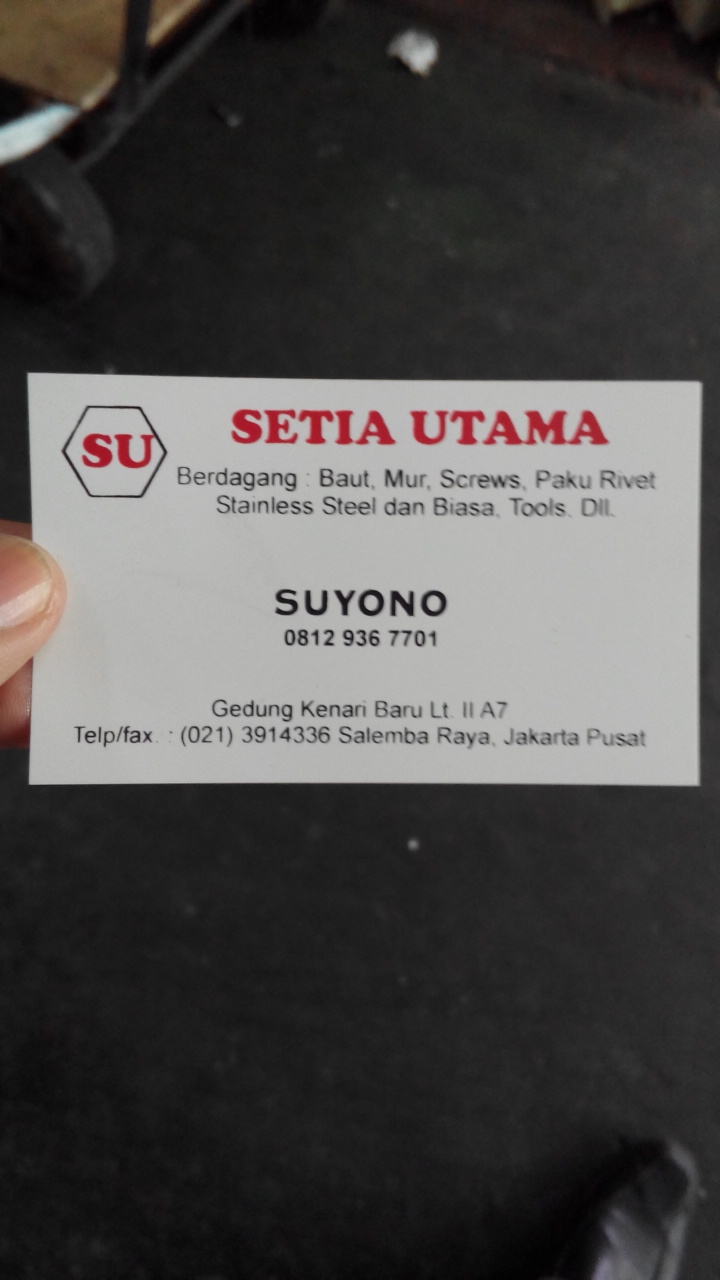 SU
SETIA UTAMA
Berdagang : Baut, Mur, Screws, Paku Rivet
Stainless Steel dan Biasa, Tools. Dll.
SUYONO
0812 936 7701
Gedung Kenari Baru Lt. II A7
Telp/fax. : (021) 3914336 Salemba Raya, Jakarta Pusat